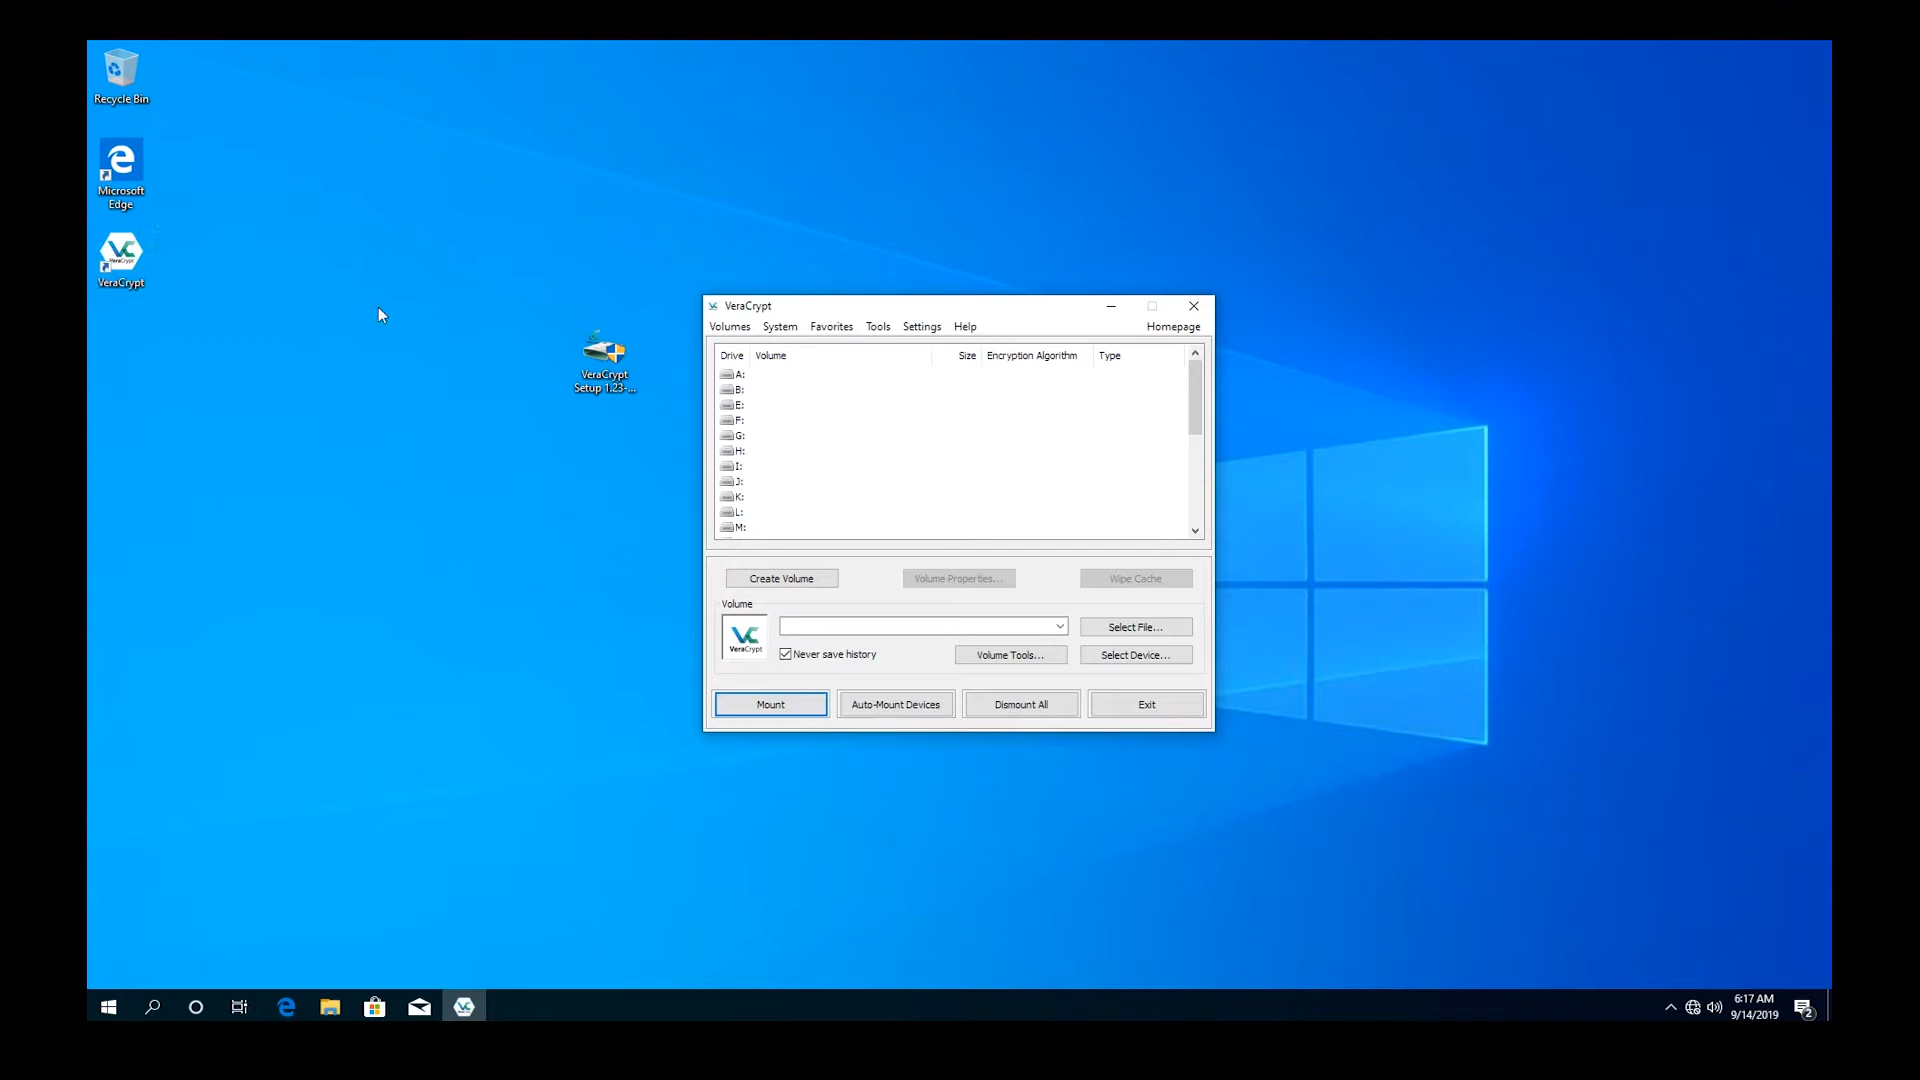 Recycle Bin
Microsoft
Edge
VeraCrypt
VeraCrypt
Setup 1.23-...
VeraCrypt
Volumes System Favorites Tools Settings Help Homepage
Drive Volume Size Encryption Algorithm Type
A:
B:
E:
F:
G:
H:
I:
J:
K:
L:
M:
Create Volume Volume Properties... Wipe Cache
Volume
VeraCrypt
Select File...
Never save history Volume Tools... Select Device...
Mount Auto-Mount Devices Dismount All Exit
6:17 AM
9/14/2019
2